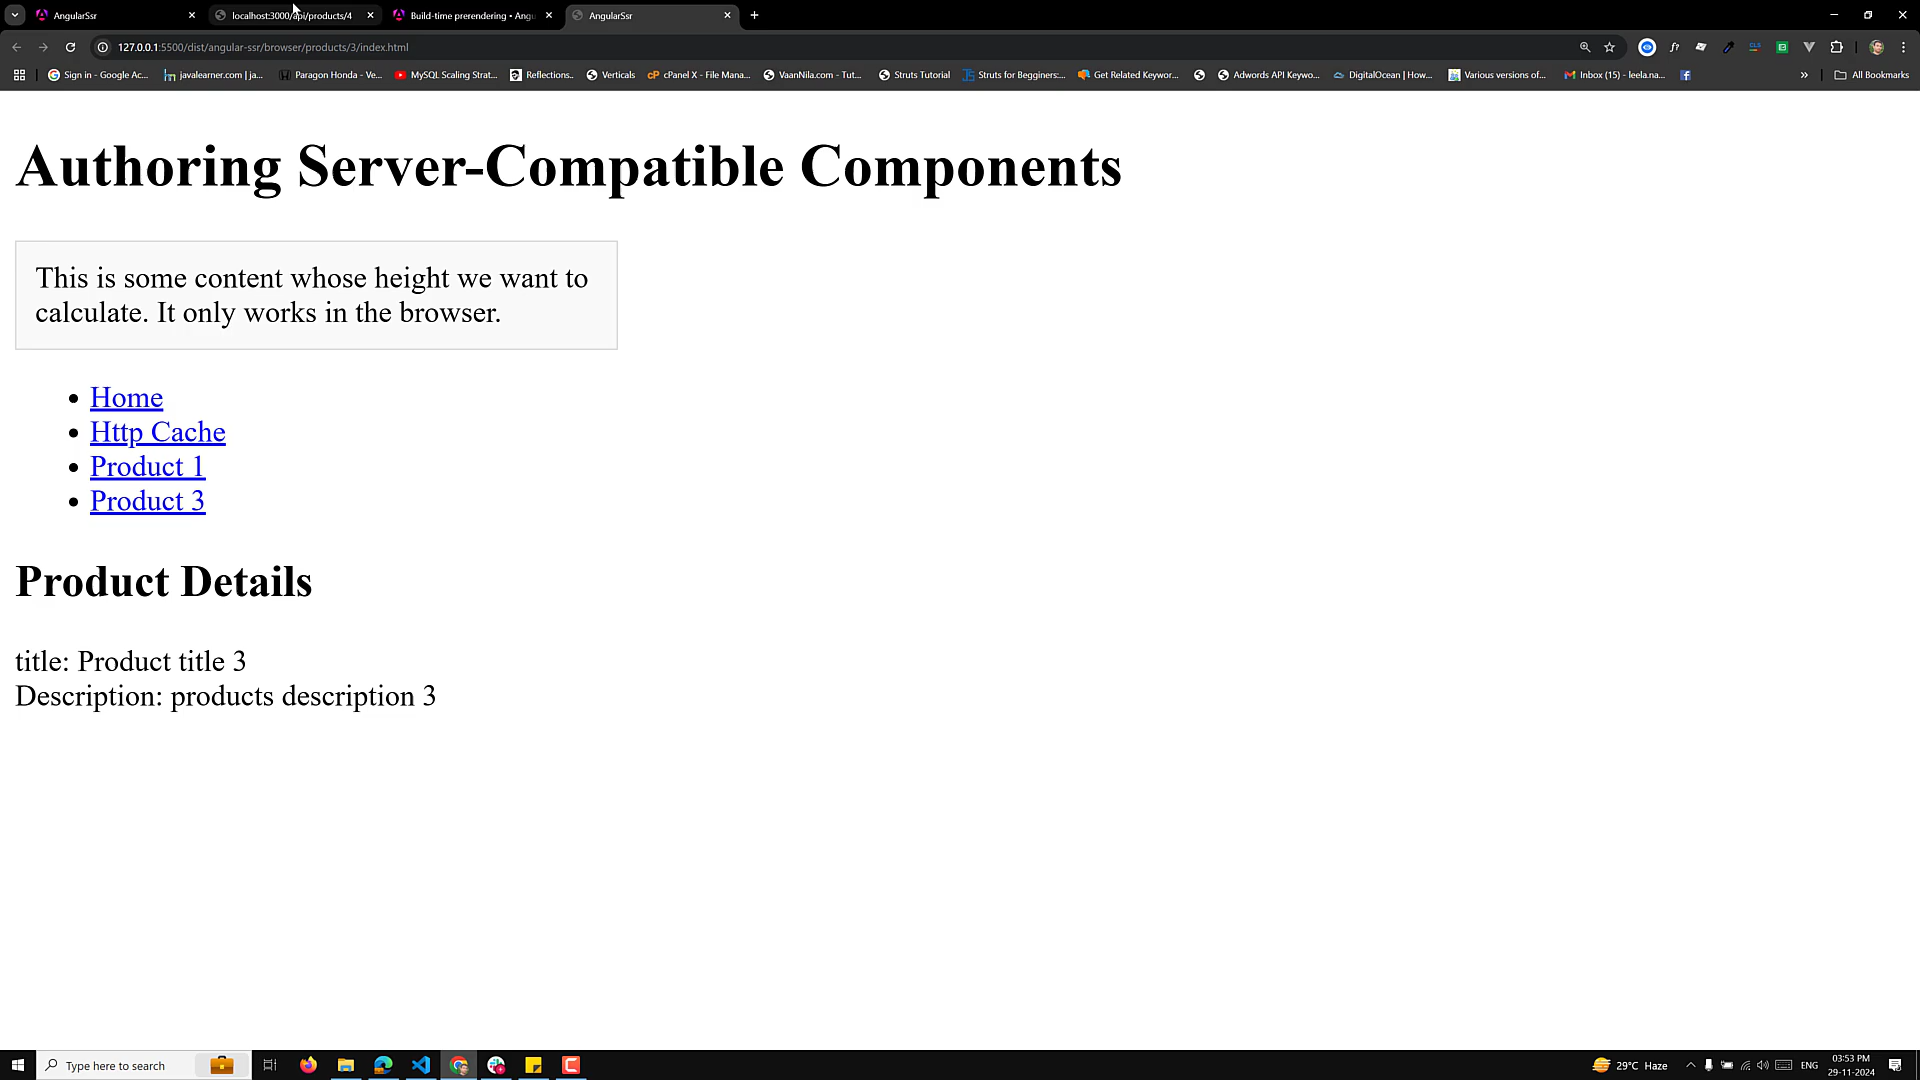 AngularSsr
localhost:3000/api/products/4
Build-time prerendering • Angu
AngularSsr
127.0.0.1:5500/dist/angular-ssr/browser/products/3/index.html
Sign in - Google Ac...
javalearner.com | ja...
Paragon Honda - Ve...
MySQL Scaling Strat...
Reflections..
Verticals
cPanel X - File Mana...
VaanNila.com - Tut...
Struts Tutorial
Struts for Begginers:...
Get Related Keywor...
Adwords API Keywo...
DigitalOcean | How...
Various versions of...
Inbox (15) - leela.na...
All Bookmarks
Authoring Server-Compatible Components
This is some content whose height we want to
calculate. It only works in the browser.
Home
Http Cache
Product 1
Product 3
Product Details
title: Product title 3
Description: products description 3
Type here to search
29°C Haze
ENG
03:53 PM
29-11-2024